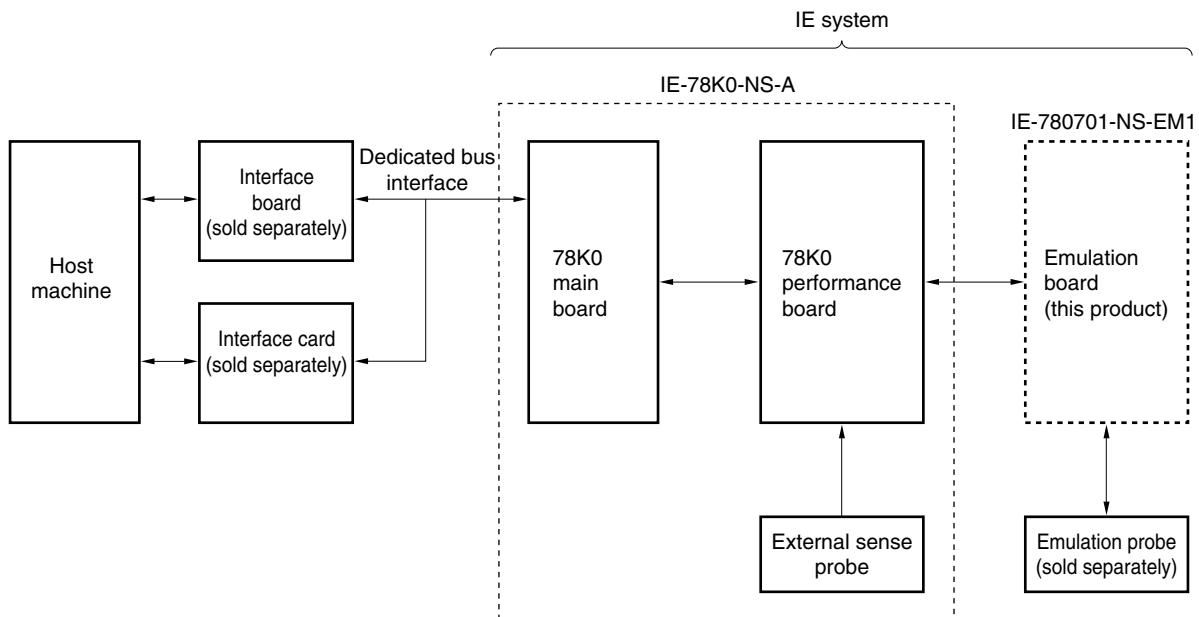 IE system
IE-78K0-NS-A
IE-780701-NS-EM1
Host
machine
Interface
board
(sold separately)
Interface card
(sold separately)
Dedicated bus
interface
78K0
main
board
78K0
performance
board
Emulation
board
(this product)
External sense
probe
Emulation probe
(sold separately)